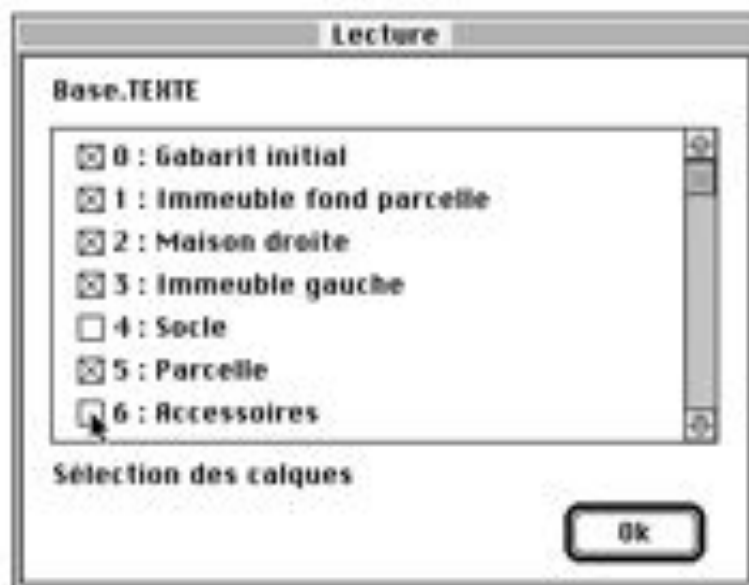 Lecture
Base.TEXTE
0 : Gabarit initial
1 : Immeuble fond parcelle
2 : Maison droite
3 : Immeuble gauche
4 : Socle
5 : Parcelle
6 : Accessoires
Sélection des calques
Ok